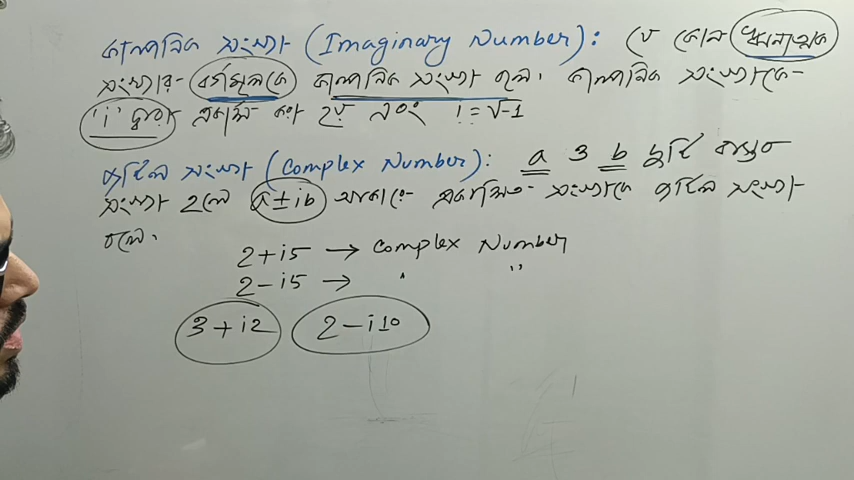 কাল্পনিক সংখ্যা (Imaginary Number): যে কোন ঋণাত্মক
সংখ্যার বর্গমূলকে কাল্পনিক সংখ্যা বলে। কাল্পনিক সংখ্যাকে
'i' দ্বারা প্রকাশ করা হয় এবং i = √-1
জটিল সংখ্যা (Complex Number): a ও b দুটি বাস্তব
সংখ্যা হলে a±ib আকারে প্রকাশিত সংখ্যাকে জটিল সংখ্যা
বলে।
2+i5 → Complex Number
2-i5 → " "
3+i2 2-i10